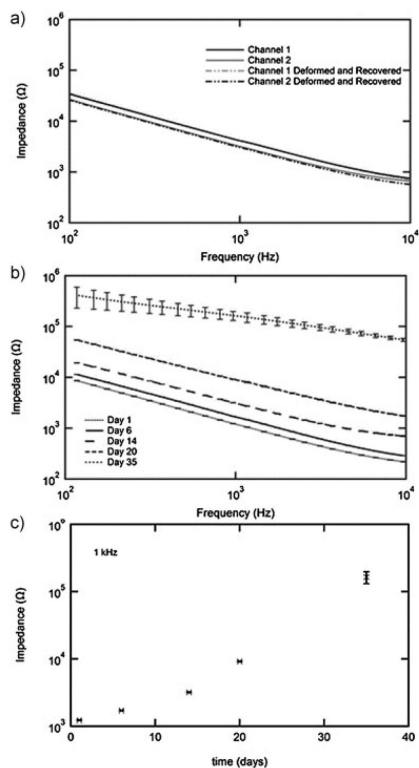 a)
10⁶
10⁵
10⁴
10³
10²
Impedance (Ω)
Channel 1
Channel 2
Channel 1 Deformed and Recovered
Channel 2 Deformed and Recovered
10²
10³
10⁴
Frequency (Hz)
b)
10⁶
10⁵
10⁴
10³
10²
Impedance (Ω)
Day 1
Day 6
Day 14
Day 20
Day 35
10²
10³
10⁴
Frequency (Hz)
c)
10⁶
10⁵
10⁴
10³
Impedance (Ω)
1 kHz
0
10
20
30
40
time (days)